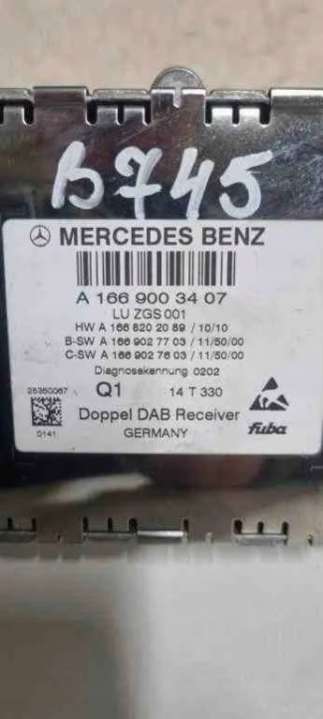 B745
MERCEDES BENZ
A 166 900 34 07
LU ZGS 001
HW A 166 820 20 89 / 10/10
B-SW A 166 902 77 03 / 11/50/00
C-SW A 166 902 76 03 / 11/50/00
Diagnosekennung 0202
25350067 Q1 14 T 330
Doppel DAB Receiver
0141 GERMANY fuba